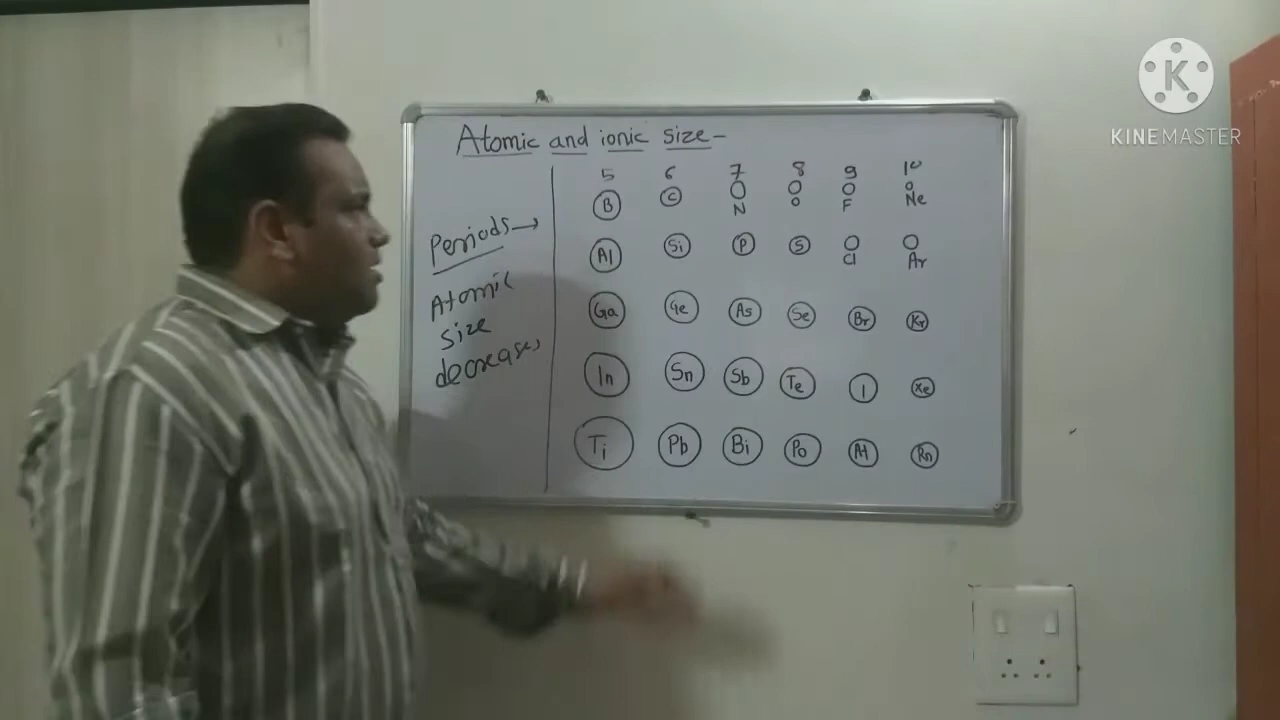 Atomic and ionic size-
5 6 7 8 9 10
B C N O F Ne
Periods→
Al Si P S Cl Ar
Atomic
size
decreases
Ga Ge As Se Br Kr
In Sn Sb Te I Xe
Ti Pb Bi Po At Rn
K
KINEMASTER